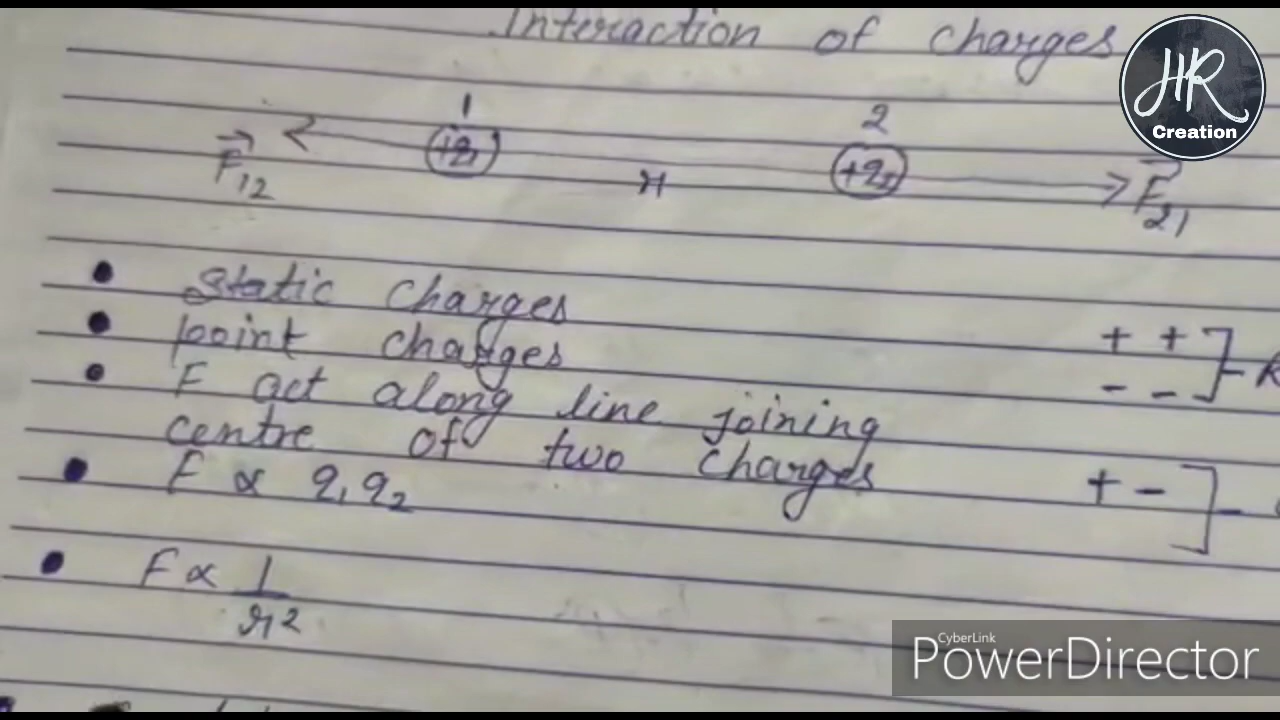 Interaction of charges
HR
Creation
1
2
+q1
+q2
F12
r
F21
• Static Charges
• point charges
+ +
- -
• F act along line joining
centre of two charges
• F ∝ q1q2
+ -
• F ∝ 1/r2
CyberLink
PowerDirector